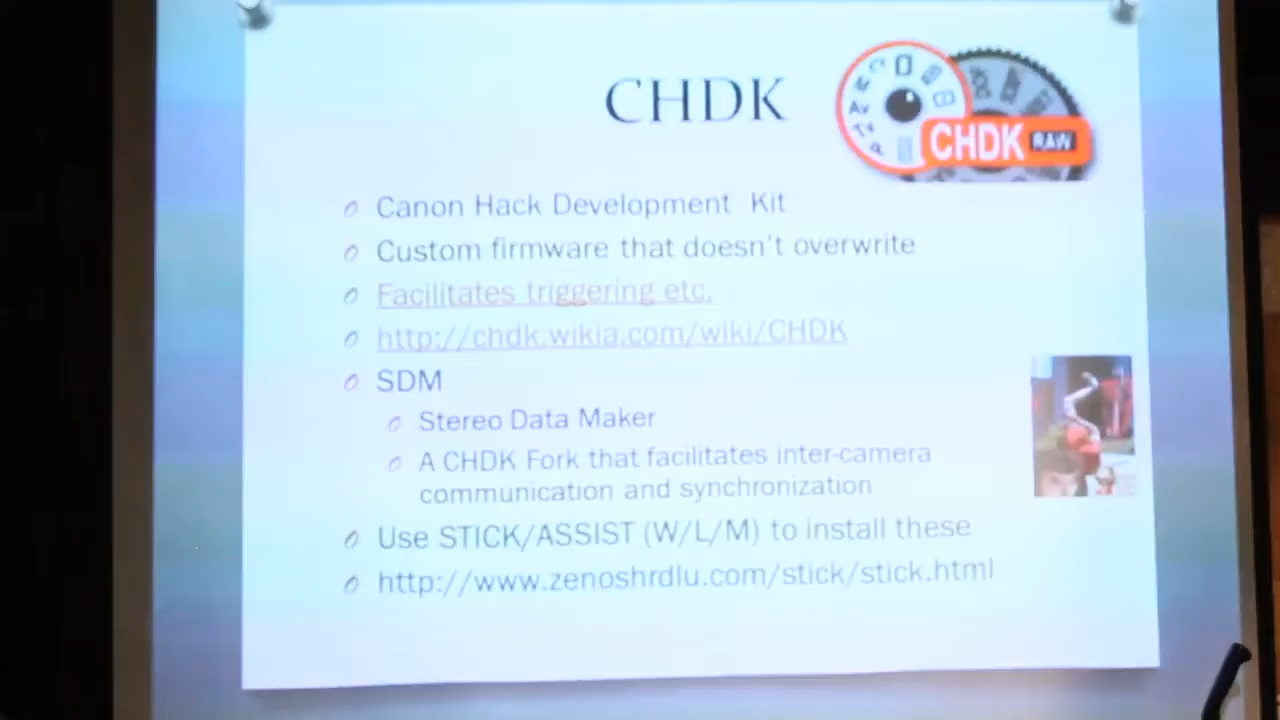 CHDK
CHDK RAW
Canon Hack Development Kit
Custom firmware that doesn't overwrite
Facilitates triggering etc.
http://chdk.wikia.com/wiki/CHDK
SDM
Stereo Data Maker
A CHDK Fork that facilitates inter-camera
communication and synchronization
Use STICK/ASSIST (W/L/M) to install these
http://www.zenoshrdlu.com/stick/stick.html